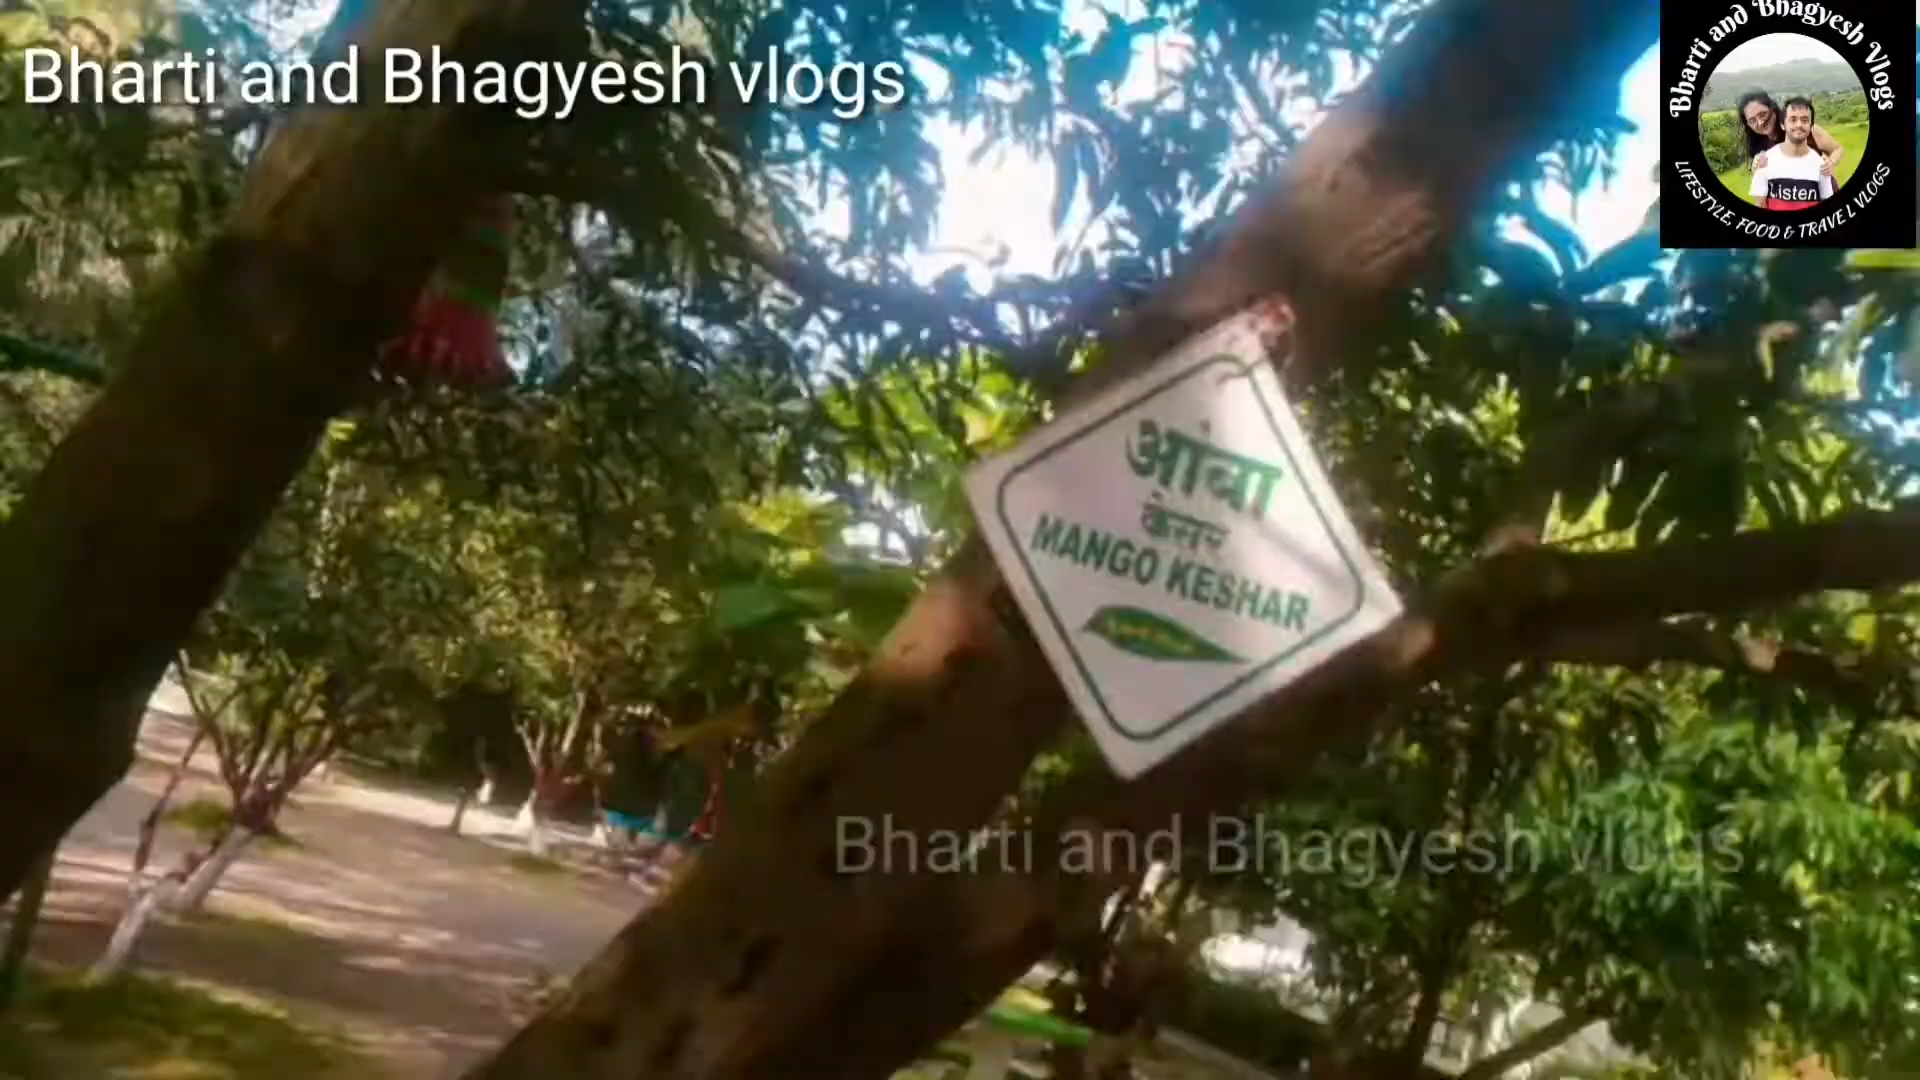 Bharti and Bhagyesh vlogs
Bharti and Bhagyesh Vlogs
Listen
LIFESTYLE, FOOD & TRAVEL VLOGS
आंबा
केसर
MANGO KESHAR
Bharti and Bhagyesh vlogs